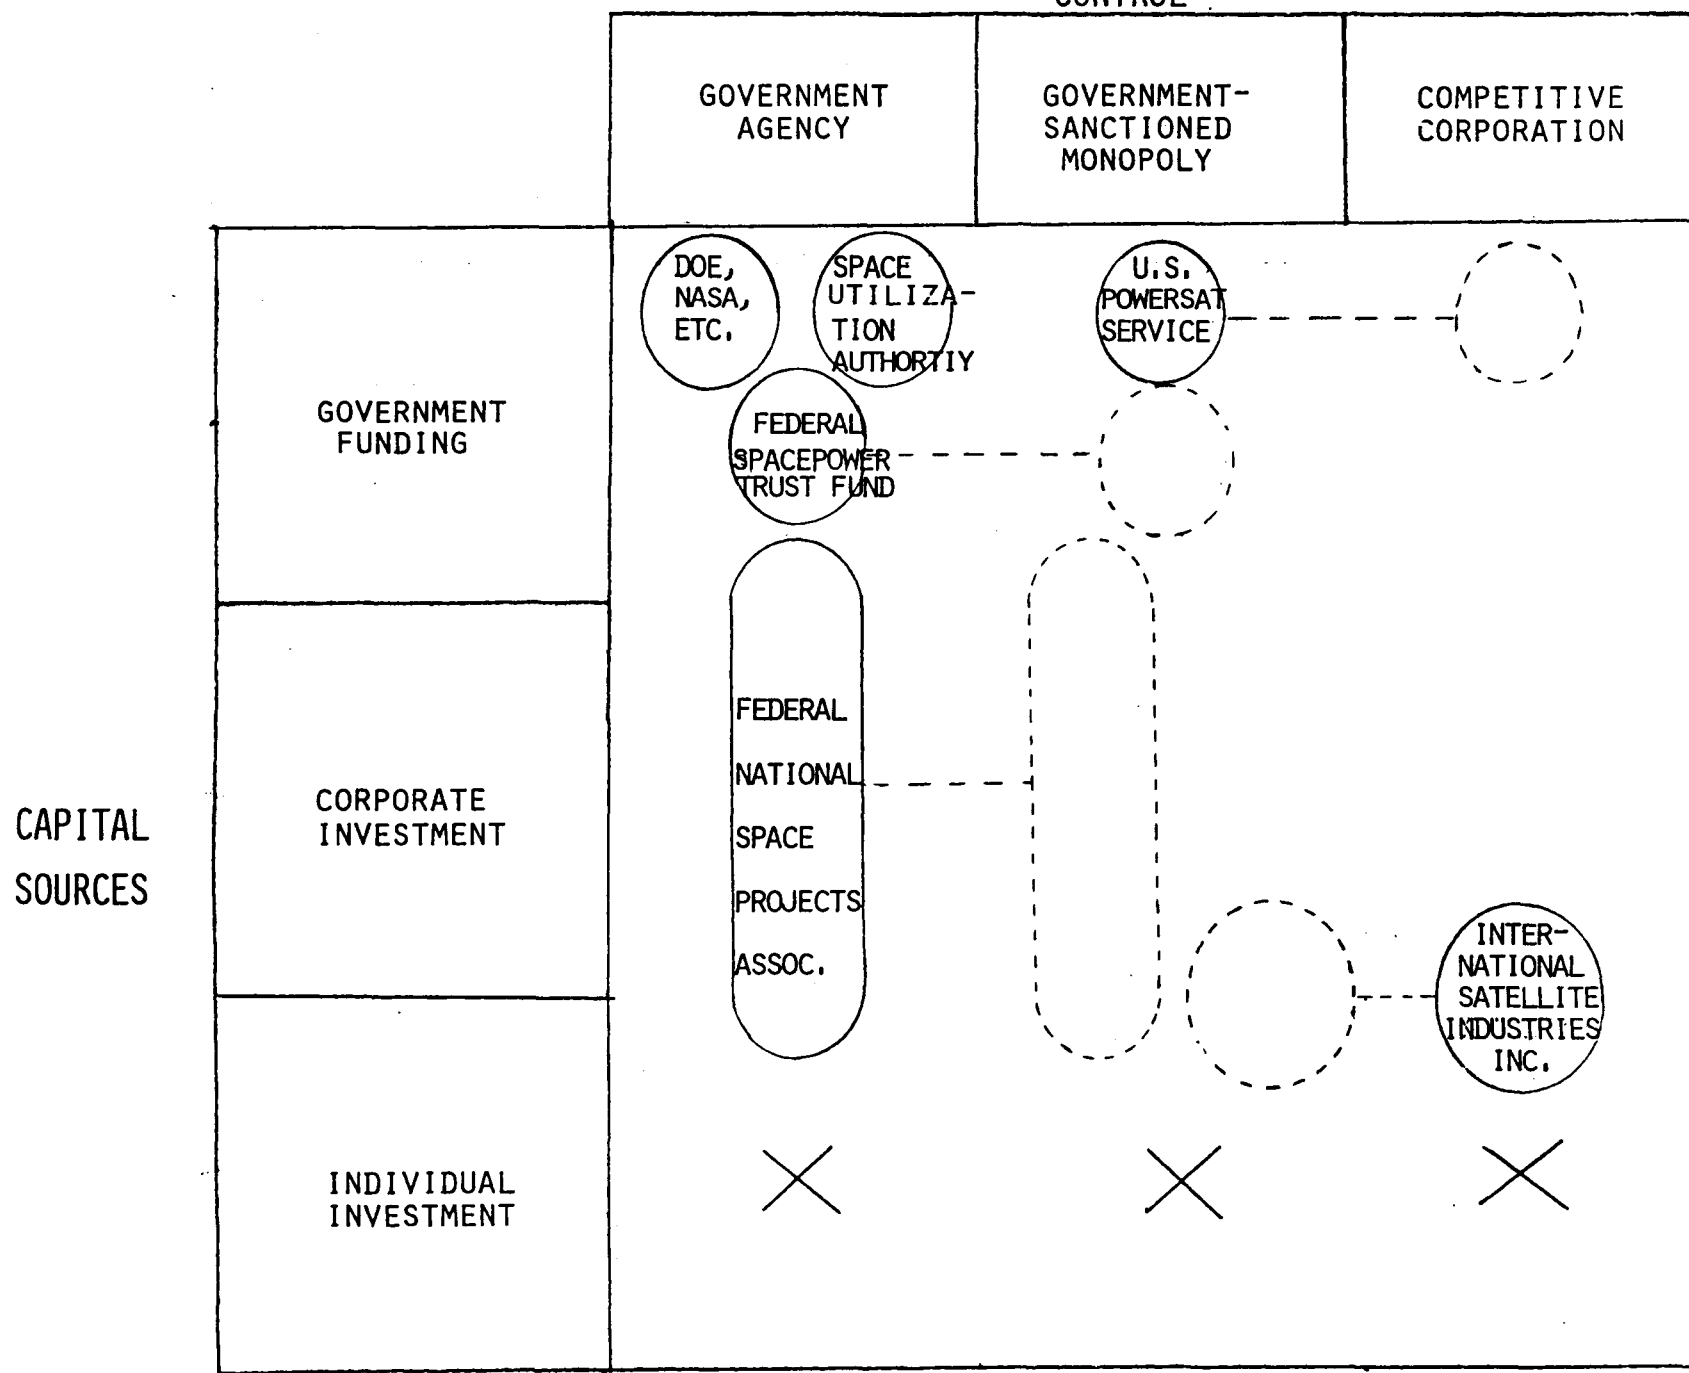 CONTROL
GOVERNMENT
AGENCY
GOVERNMENT-
SANCTIONED
MONOPOLY
COMPETITIVE
CORPORATION
CAPITAL
SOURCES
GOVERNMENT
FUNDING
DOE,
NASA,
ETC.
SPACE
UTILIZA-
TION
AUTHORTIY
U.S.
POWERSAT
SERVICE
FEDERAL
SPACEPOWER
TRUST FUND
CORPORATE
INVESTMENT
FEDERAL
NATIONAL
SPACE
PROJECTS
ASSOC.
INTER-
NATIONAL
SATELLITE
INDUSTRIES
INC.
INDIVIDUAL
INVESTMENT